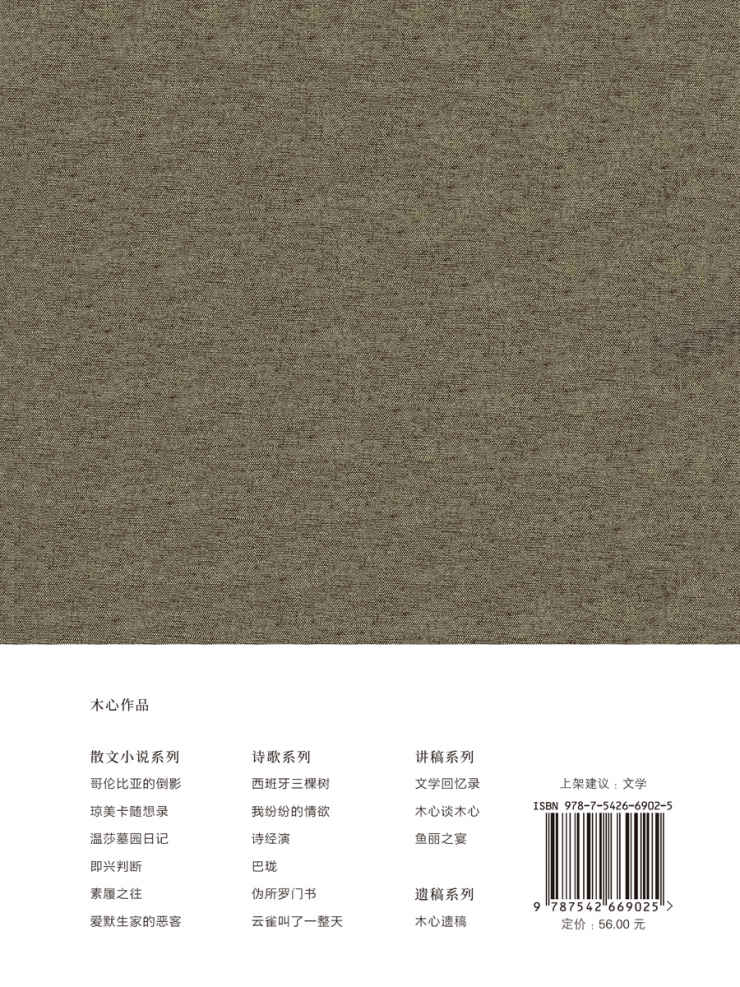 木心作品
散文小说系列
哥伦比亚的倒影
琼美卡随想录
温莎墓园日记
即兴判断
素履之往
爱默生家的恶客
诗歌系列
西班牙三棵树
我纷纷的情欲
诗经演
巴珑
伪所罗门书
云雀叫了一整天
讲稿系列
文学回忆录
木心谈木心
鱼丽之宴
遗稿系列
木心遗稿
上架建议：文学
ISBN 978-7-5426-6902-5
9 787542 669025 >
定价：56.00 元